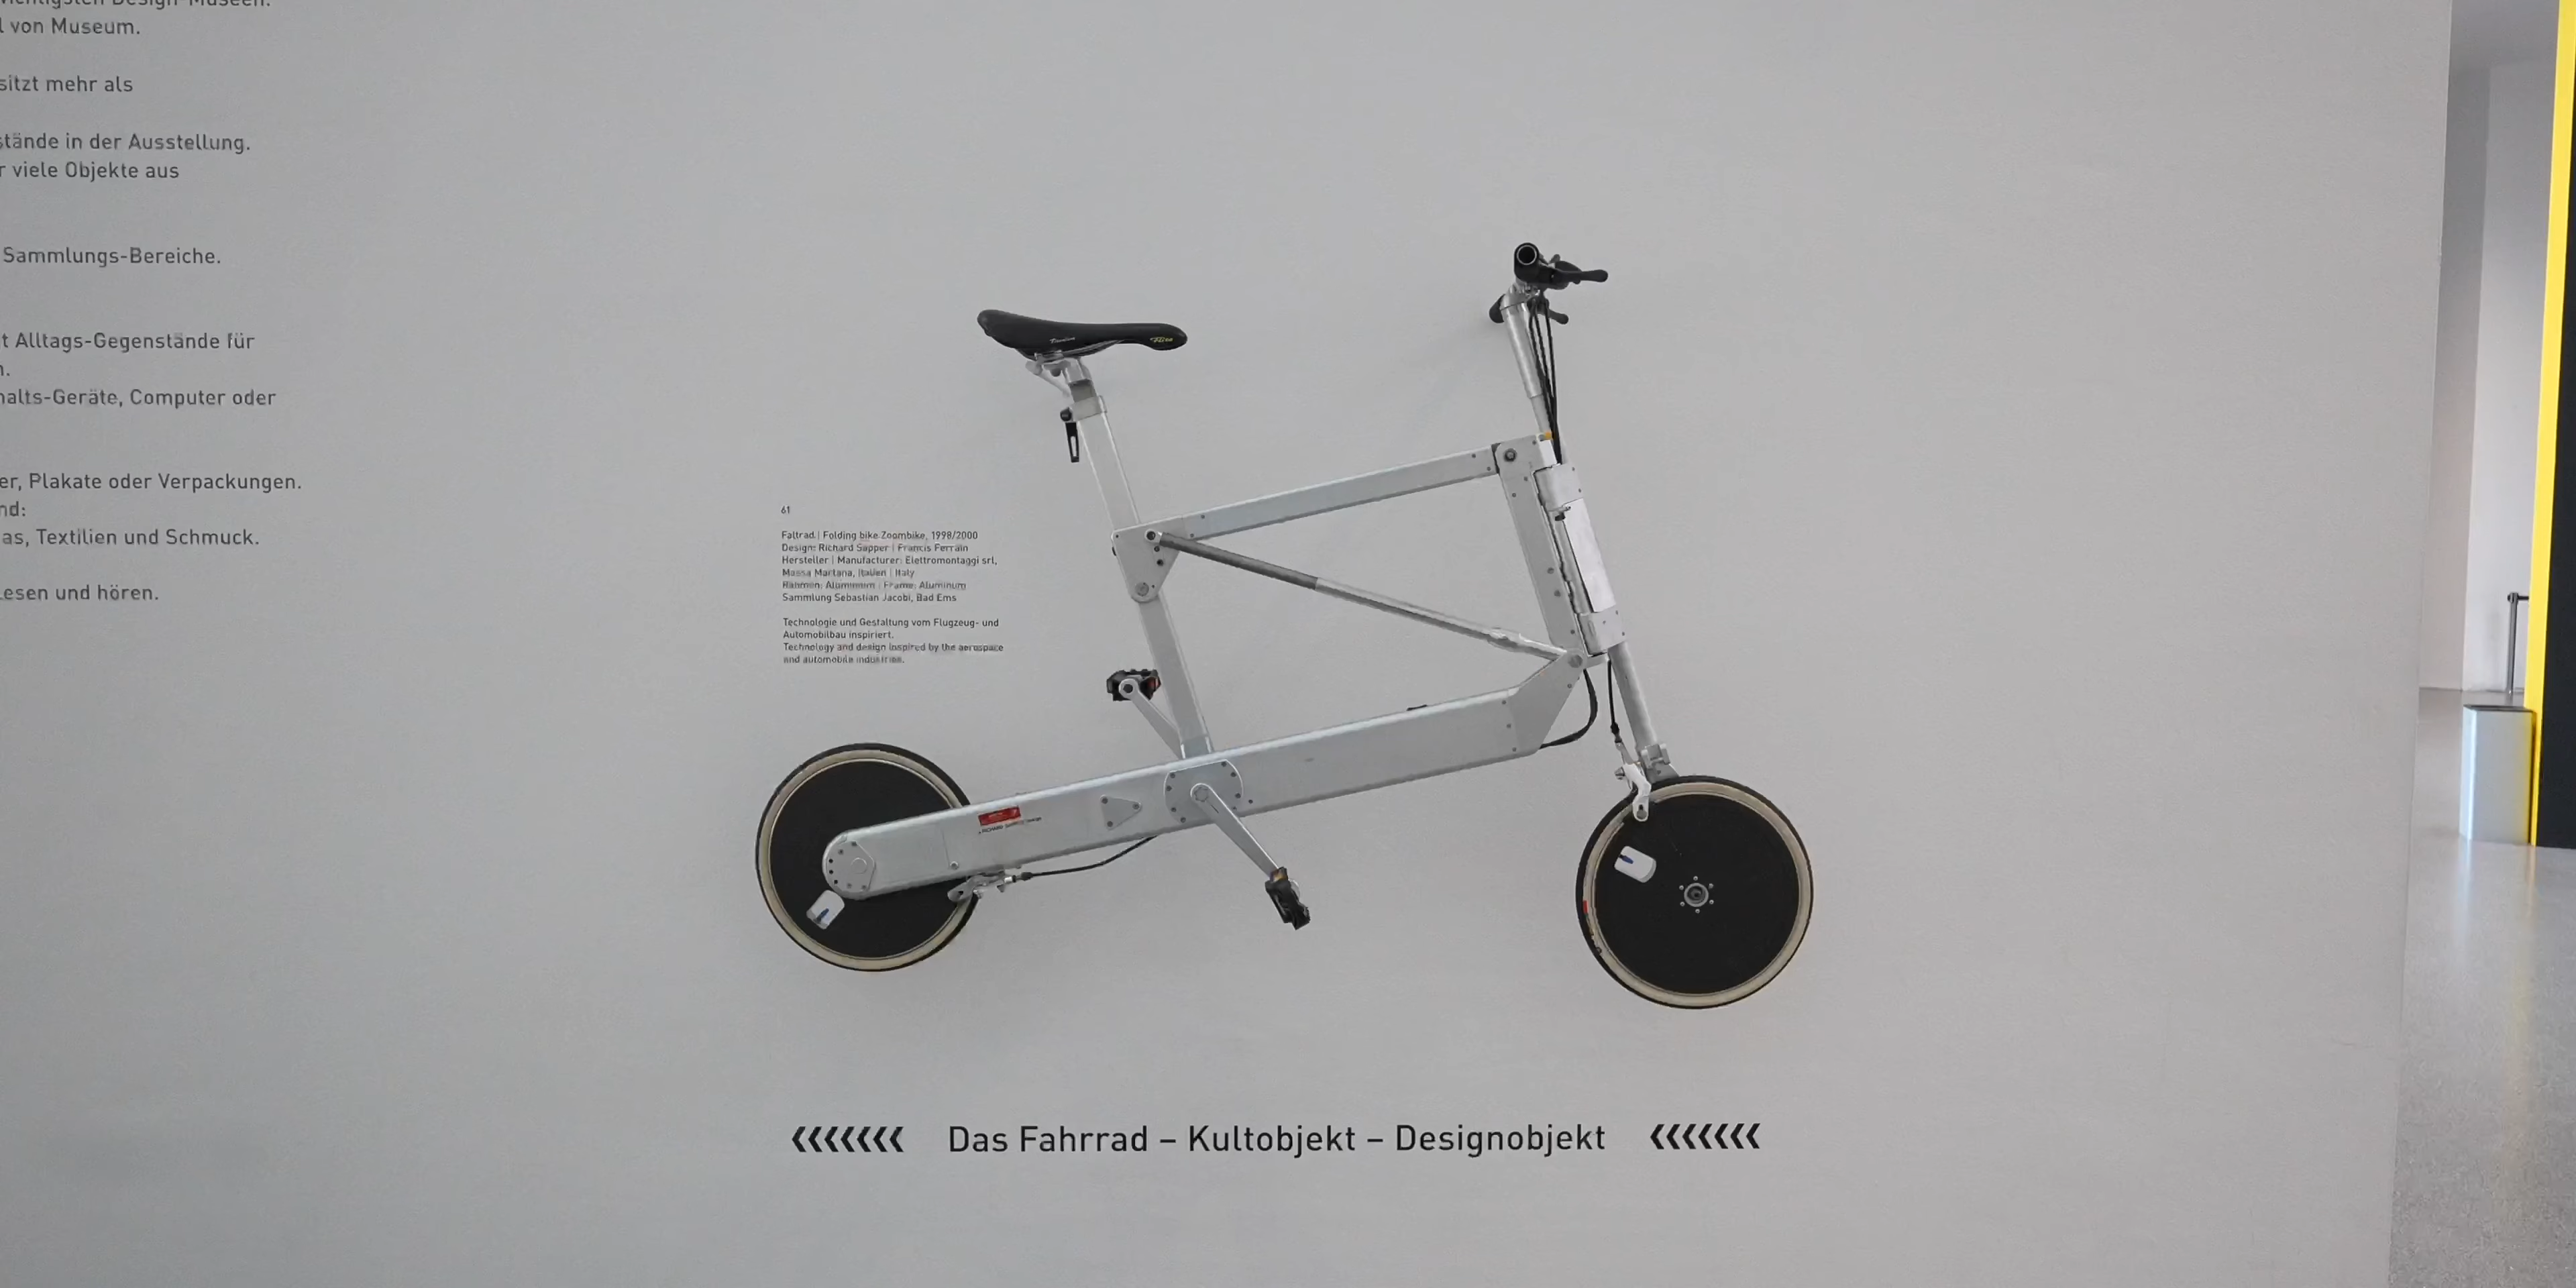 l von Museum.
sitzt mehr als
stände in der Ausstellung.
r viele Objekte aus
Sammlungs-Bereiche.
t Alltags-Gegenstände für
n.
halts-Geräte, Computer oder
er, Plakate oder Verpackungen.
nd:
as, Textilien und Schmuck.
esen und hören.
61
Faltrad | Folding bike Zoombike, 1998/2000
Design: Richard Sapper | Francis Ferrain
Hersteller | Manufacturer: Elettromontaggi srl,
Massa Martana, Italien | Italy
Rahmen: Aluminium | Frame: Aluminum
Sammlung Sebastian Jacobi, Bad Ems
Technologie und Gestaltung vom Flugzeug- und
Automobilbau inspiriert.
Technology and design inspired by the aerospace
and automobile industries.
Flite
‹‹‹‹‹‹‹ Das Fahrrad – Kultobjekt – Designobjekt ‹‹‹‹‹‹‹